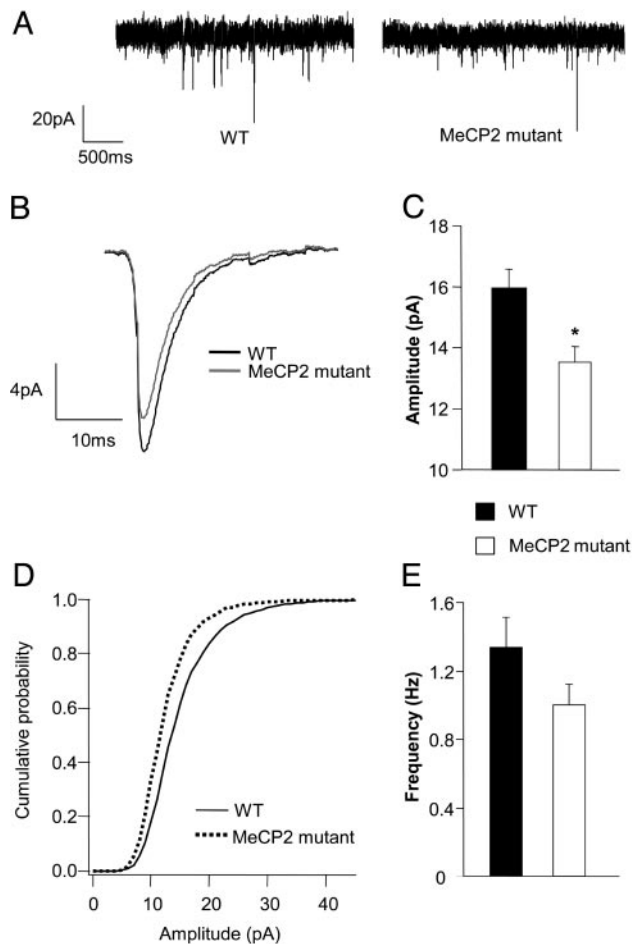 A
20pA
500ms
WT
MeCP2 mutant
B
WT
MeCP2 mutant
4pA
10ms
C
18
16
14
12
10
Amplitude (pA)
*
WT
MeCP2 mutant
D
1.0
0.8
0.6
0.4
0.2
0.0
Cumulative probability
WT
MeCP2 mutant
0 10 20 30 40
Amplitude (pA)
E
1.6
1.2
0.8
0.4
0
Frequency (Hz)